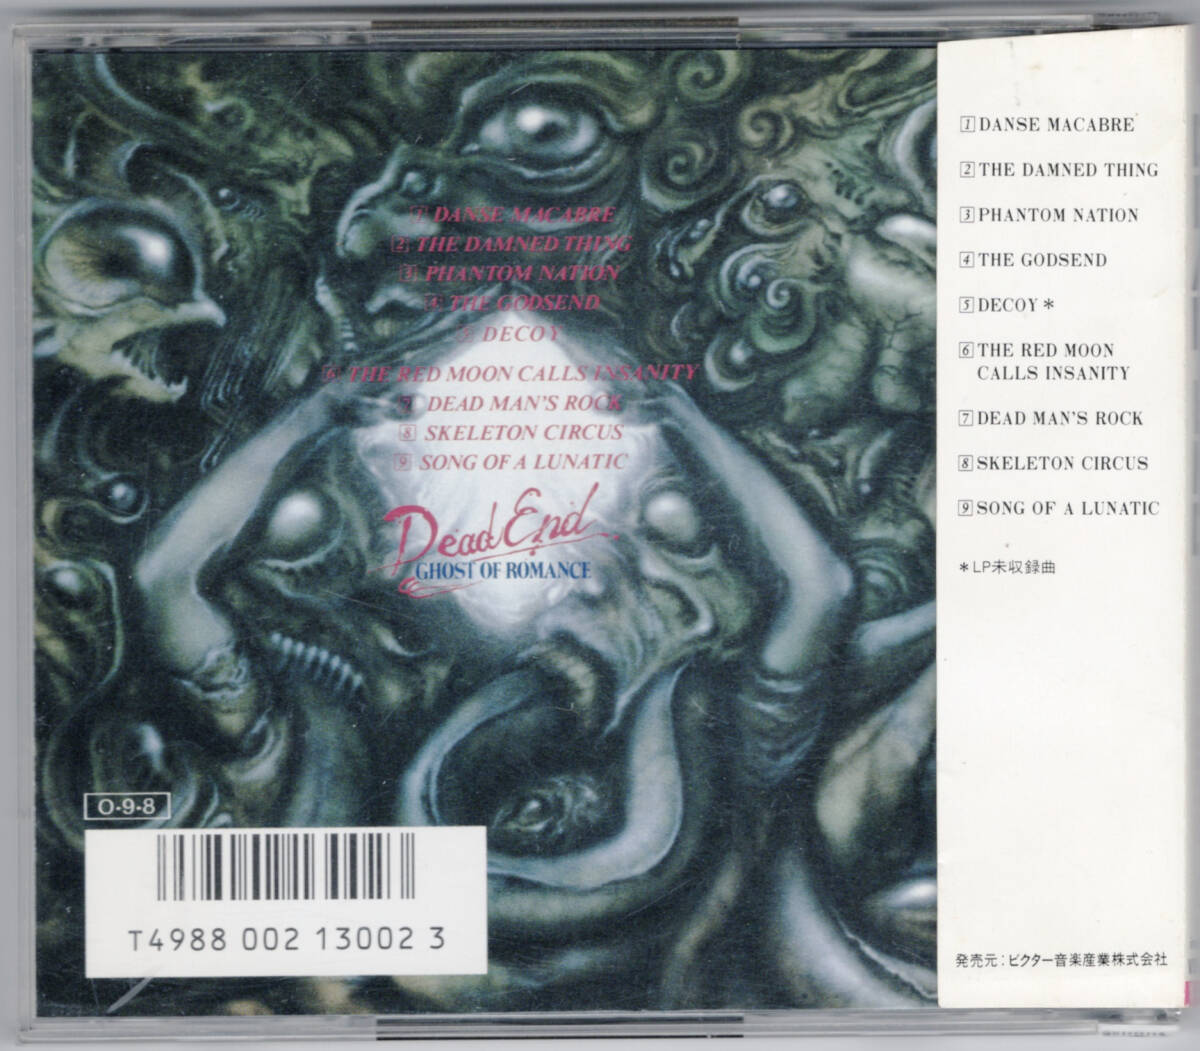 1 DANSE MACABRE
2 THE DAMNED THING
3 PHANTOM NATION
4 THE GODSEND
5 DECOY
6 THE RED MOON CALLS INSANITY
7 DEAD MAN'S ROCK
8 SKELETON CIRCUS
9 SONG OF A LUNATIC
Dead End
GHOST OF ROMANCE
O・9・8
T4988 002 13002 3
1 DANSE MACABRE
2 THE DAMNED THING
3 PHANTOM NATION
4 THE GODSEND
5 DECOY *
6 THE RED MOON
CALLS INSANITY
7 DEAD MAN'S ROCK
8 SKELETON CIRCUS
9 SONG OF A LUNATIC
*LP未収録曲
発売元:ビクター音楽産業株式会社